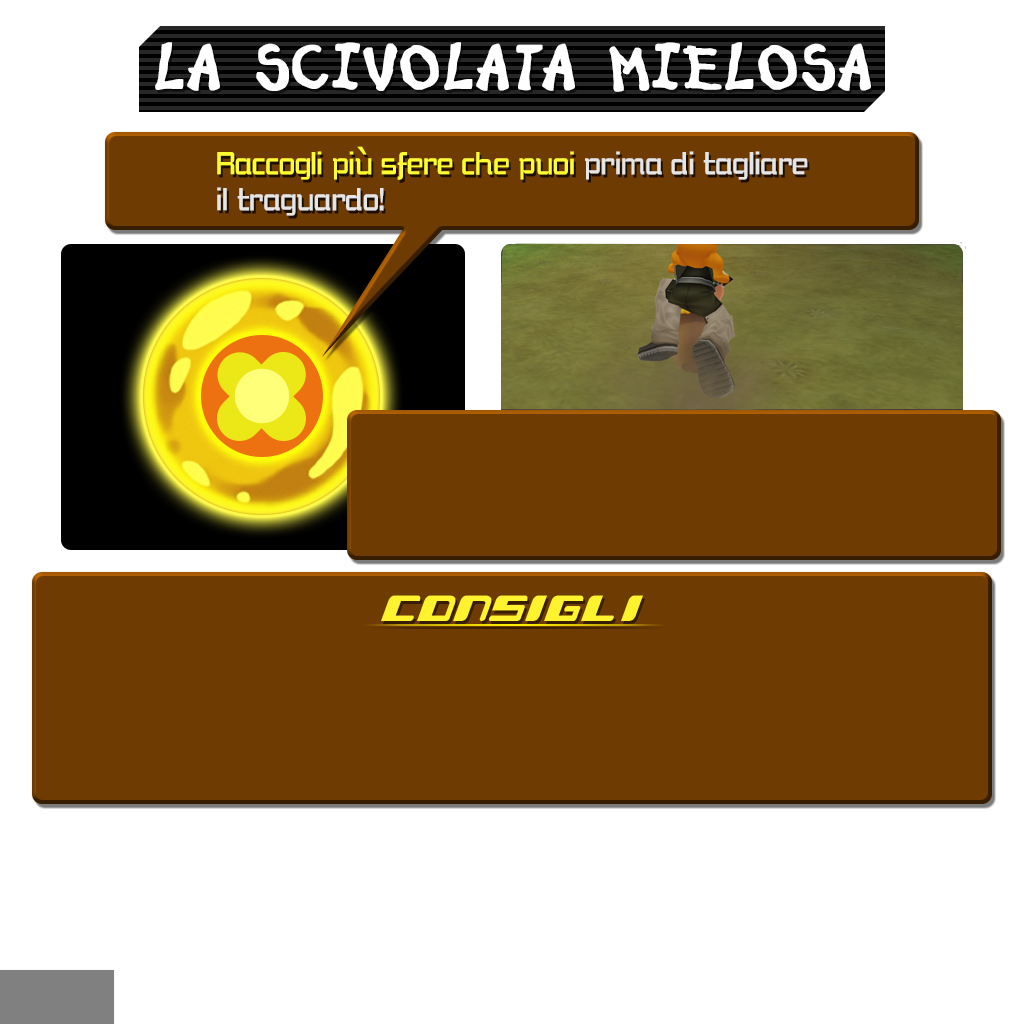 LA SCIVOLATA MIELOSA
Raccogli più sfere che puoi prima di tagliare
il traguardo!
CONSIGLI